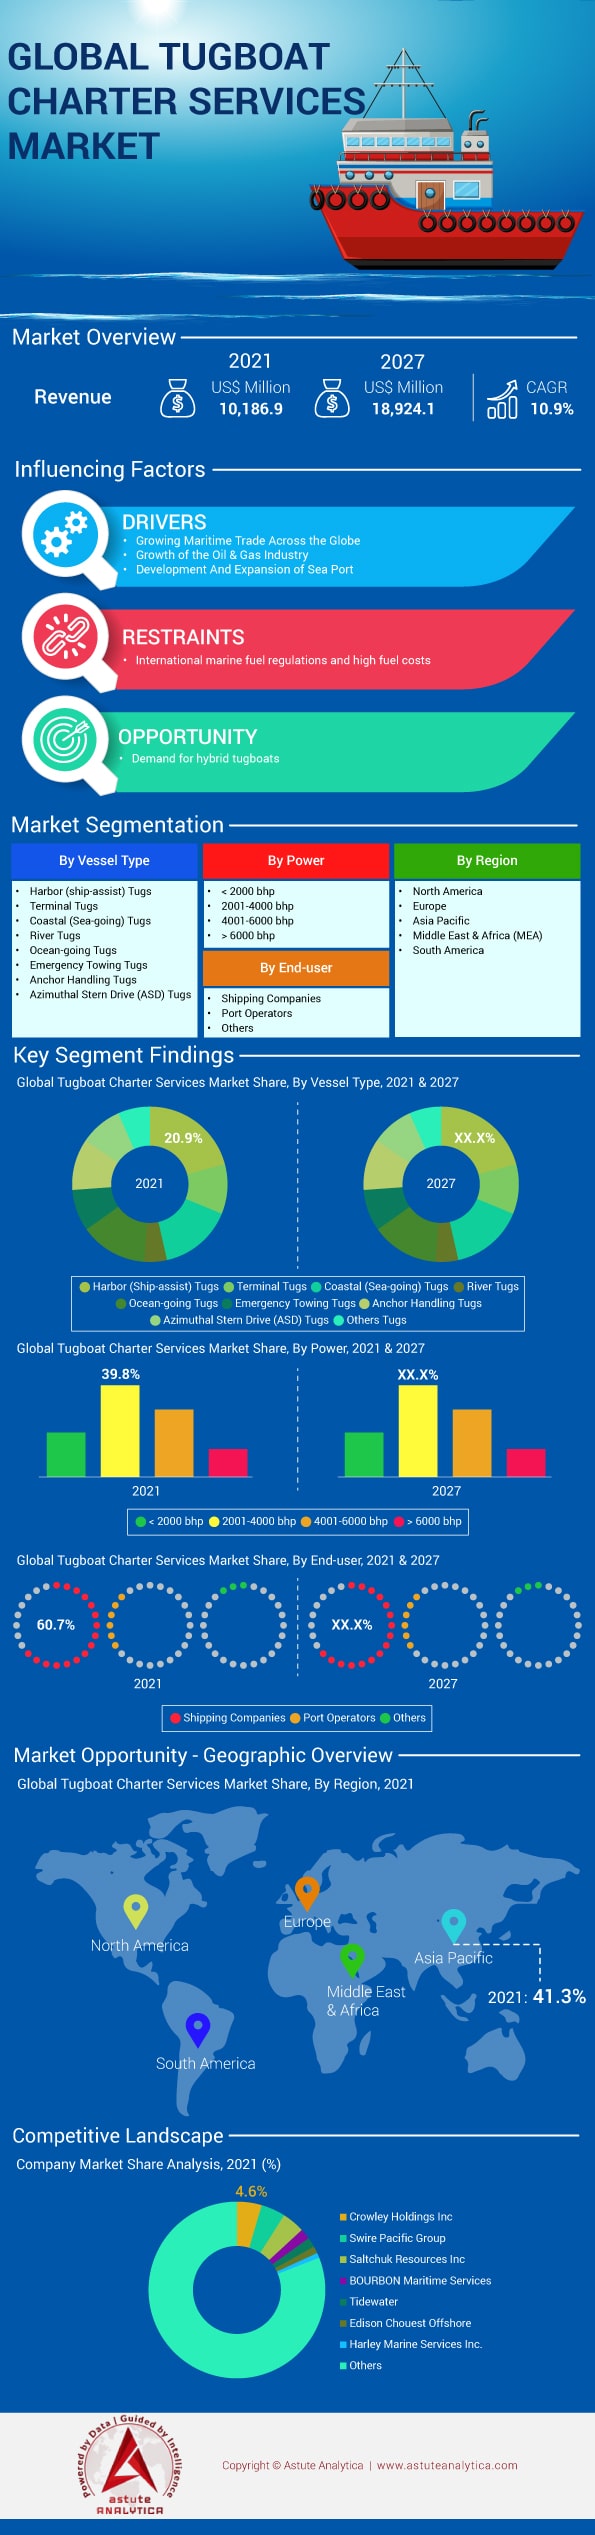 GLOBAL TUGBOAT
CHARTER SERVICES
MARKET
Market Overview
Revenue
2021
US$ Million
10,186.9
2027
US$ Million
18,924.1
CAGR
10.9%
Influencing Factors
DRIVERS
• Growing Maritime Trade Across the Globe
• Growth of the Oil & Gas Industry
• Development And Expansion of Sea Port
RESTRAINTS
• International marine fuel regulations and high fuel costs
OPPORTUNITY
• Demand for hybrid tugboats
Market Segmentation
By Vessel Type
• Harbor (ship-assist) Tugs
• Terminal Tugs
• Coastal (Sea-going) Tugs
• River Tugs
• Ocean-going Tugs
• Emergency Towing Tugs
• Anchor Handling Tugs
• Azimuthal Stern Drive (ASD) Tugs
By Power
• < 2000 bhp
• 2001-4000 bhp
• 4001-6000 bhp
• > 6000 bhp
By End-user
• Shipping Companies
• Port Operators
• Others
By Region
• North America
• Europe
• Asia Pacific
• Middle East & Africa (MEA)
• South America
Key Segment Findings
Global Tugboat Charter Services Market Share, By Vessel Type, 2021 & 2027
20.9%
2021
XX.X%
2027
Harbor (Ship-assist) Tugs Terminal Tugs Coastal (Sea-going) Tugs River Tugs
Ocean-going Tugs Emergency Towing Tugs Anchor Handling Tugs
Azimuthal Stern Drive (ASD) Tugs Others Tugs
Global Tugboat Charter Services Market Share, By Power, 2021 & 2027
39.8%
2021
XX.X%
2027
< 2000 bhp 2001-4000 bhp 4001-6000 bhp > 6000 bhp
Global Tugboat Charter Services Market Share, By End-user, 2021 & 2027
60.7%
2021
XX.X%
2027
Shipping Companies Port Operators Others
Market Opportunity - Geographic Overview
Global Tugboat Charter Services Market Share, By Region, 2021
North America
Europe
Asia Pacific
2021: 41.3%
Middle East
& Africa
South America
Competitive Landscape
Company Market Share Analysis, 2021 (%)
4.6%
Crowley Holdings Inc
Swire Pacific Group
Saltchuk Resources Inc
BOURBON Maritime Services
Tidewater
Edison Chouest Offshore
Harley Marine Services Inc.
Others
Powered by Data | Guided by Intelligence
astute
ANALYTICA
Copyright © Astute Analytica | www.astuteanalytica.com